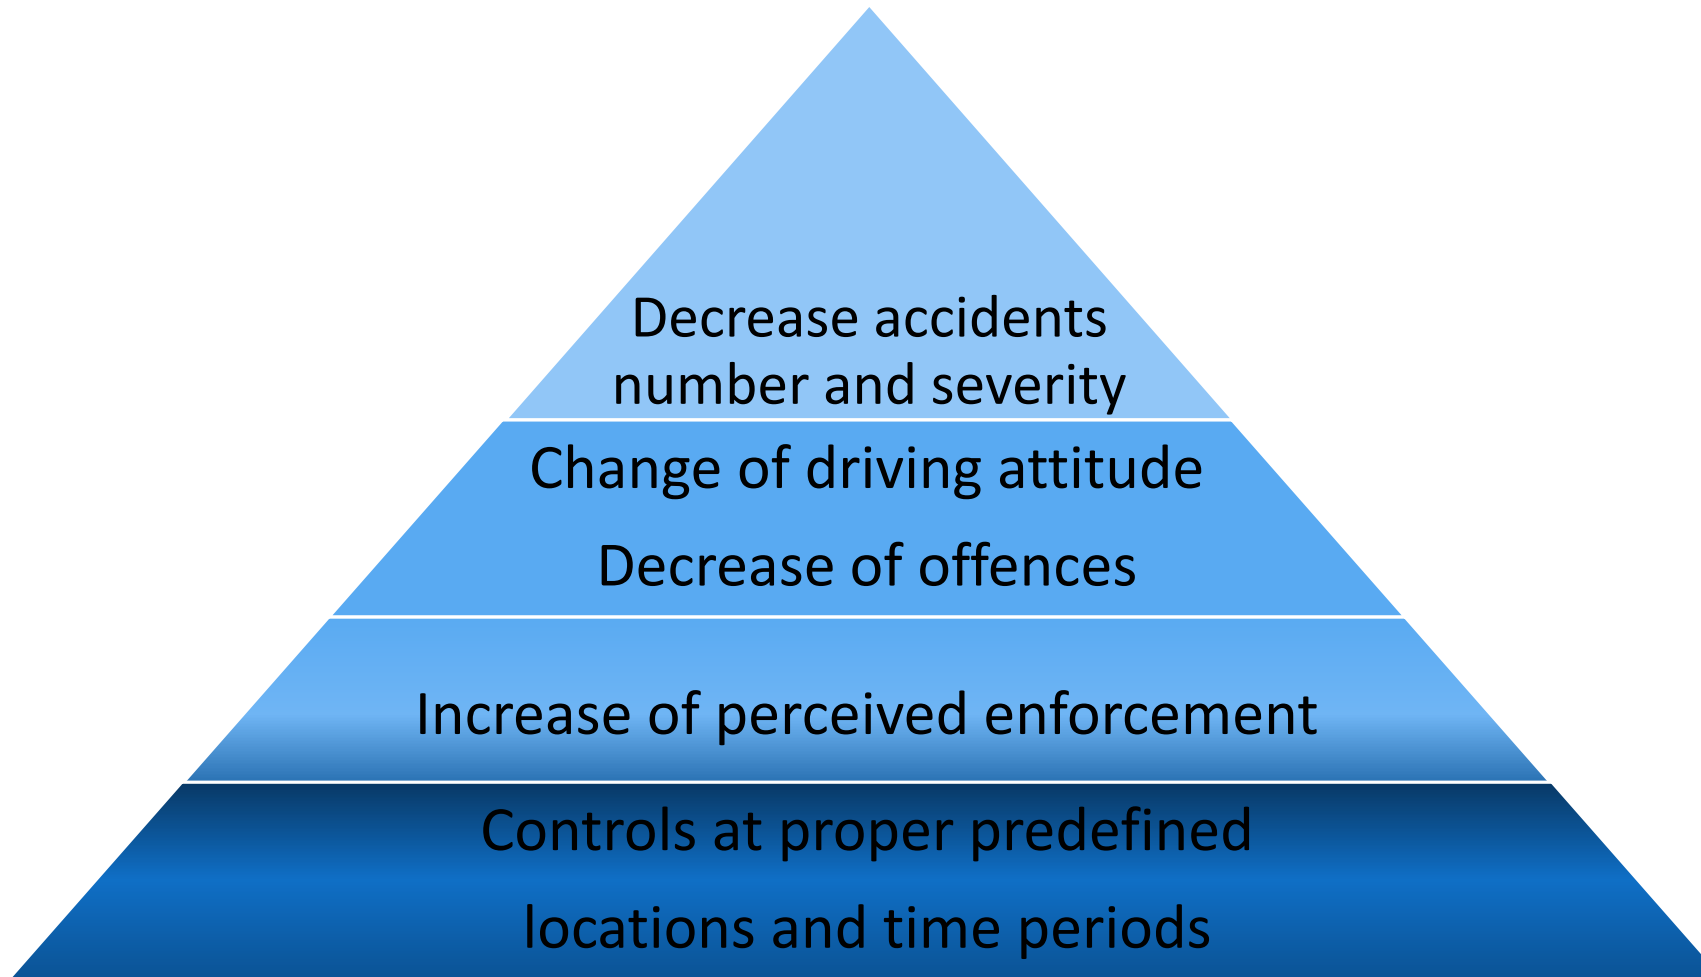 Decrease accidents
number and severity
Change of driving attitude
Decrease of offences
Increase of perceived enforcement
Controls at proper predefined
locations and time periods